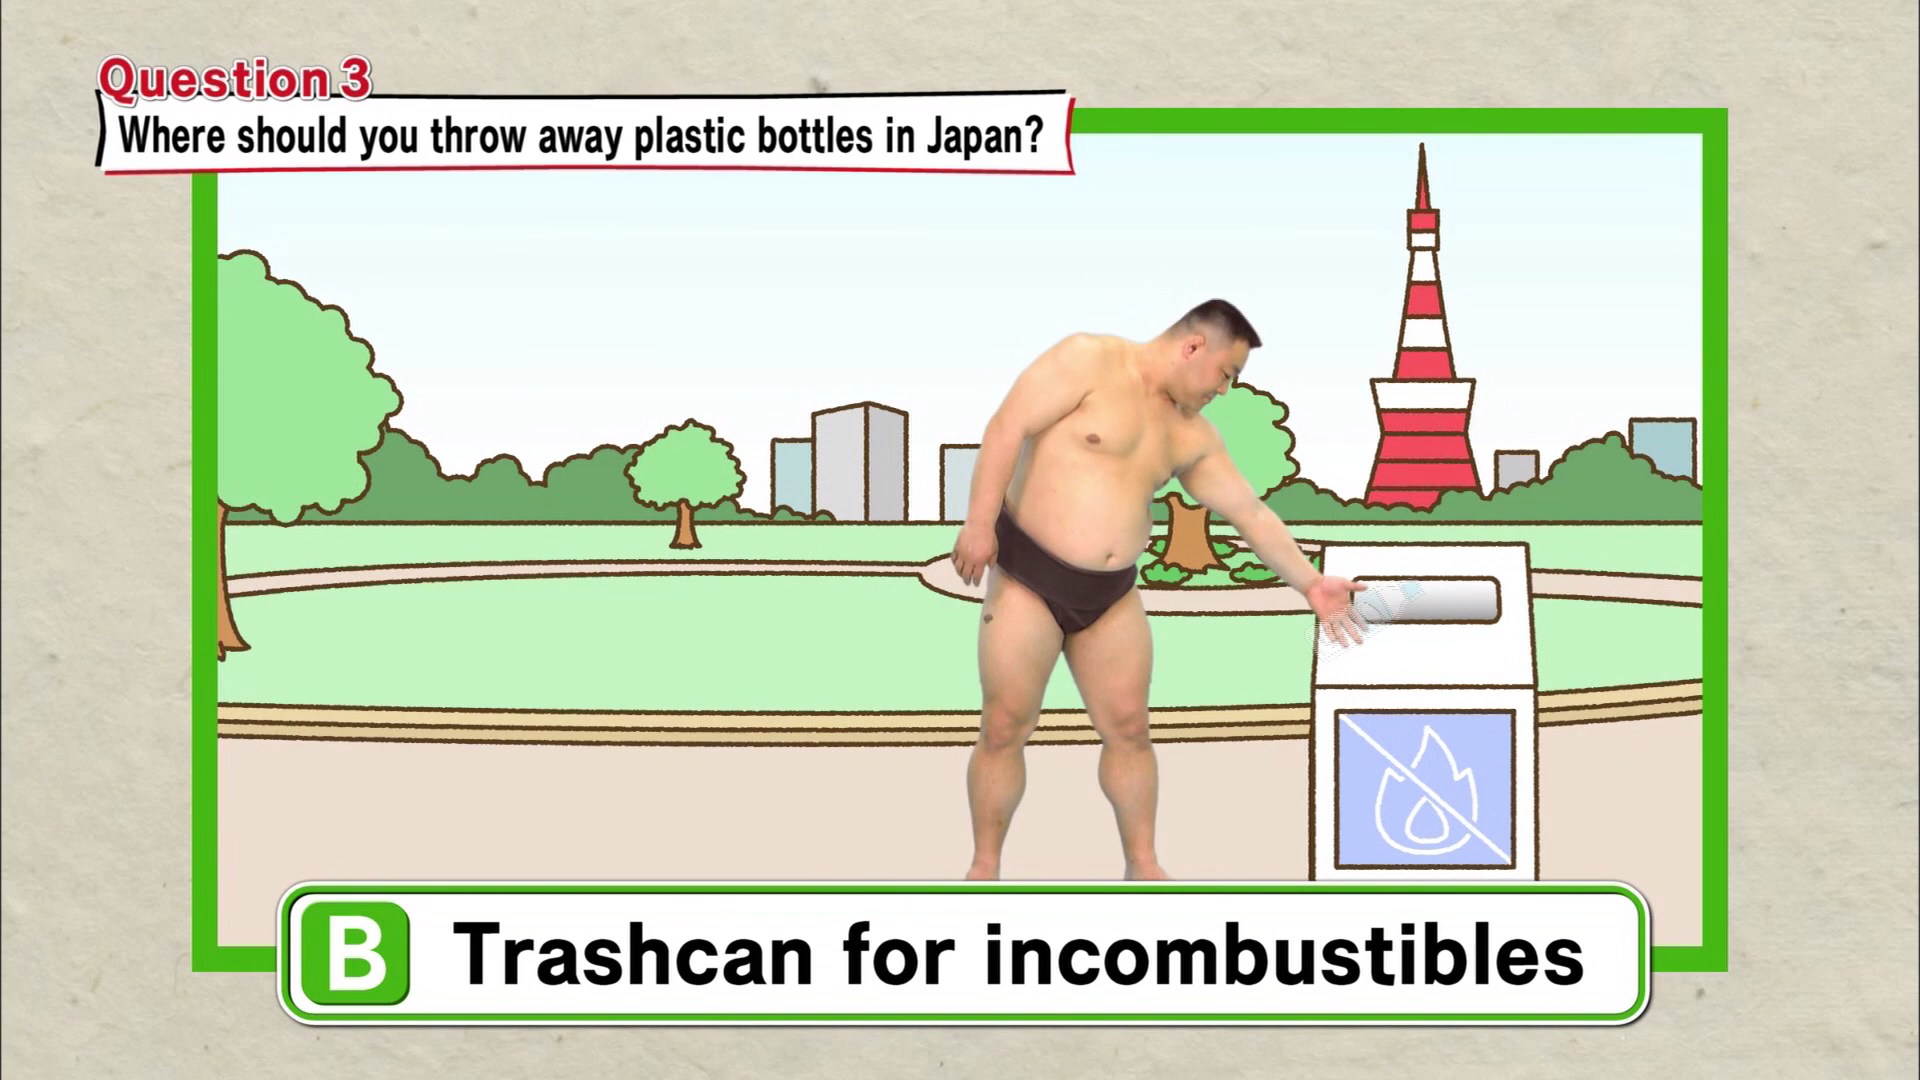 Question 3
Where should you throw away plastic bottles in Japan?
B Trashcan for incombustibles